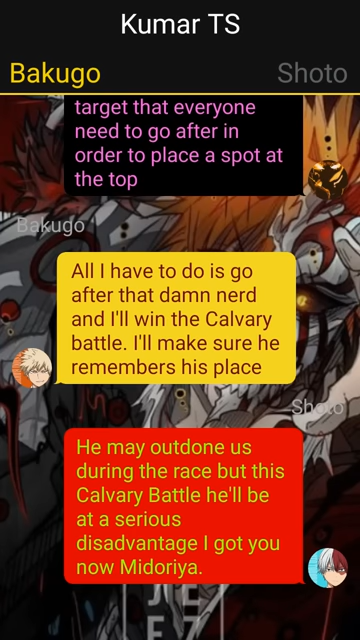 Kumar TS
Bakugo
Shoto
target that everyone
need to go after in
order to place a spot at
the top
Bakugo
All I have to do is go
after that damn nerd
and I'll win the Calvary
battle. I'll make sure he
remembers his place
Shoto
He may outdone us
during the race but this
Calvary Battle he'll be
at a serious
disadvantage I got you
now Midoriya.